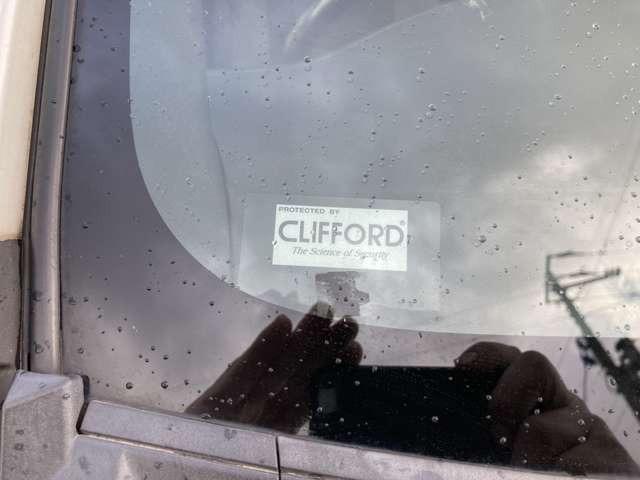 PROTECTED BY
CLIFFORD®
The Science of Security